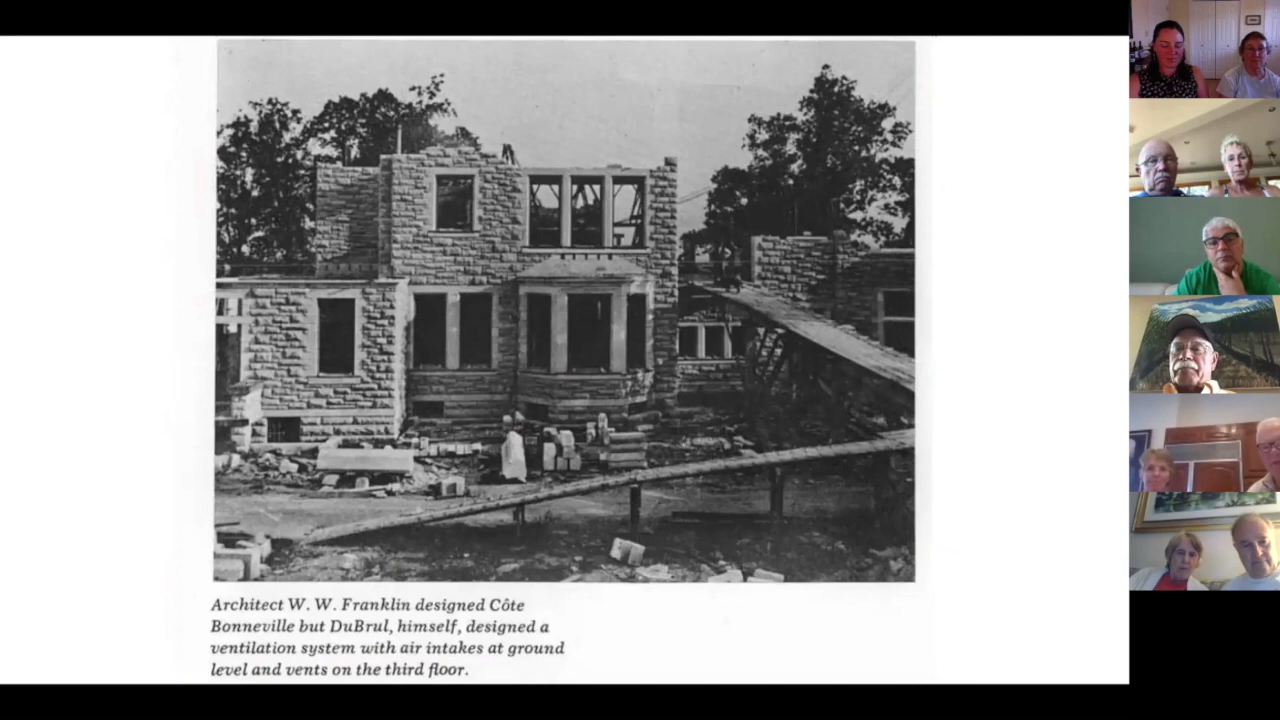 Architect W. W. Franklin designed Côte
Bonneville but DuBrul, himself, designed a
ventilation system with air intakes at ground
level and vents on the third floor.